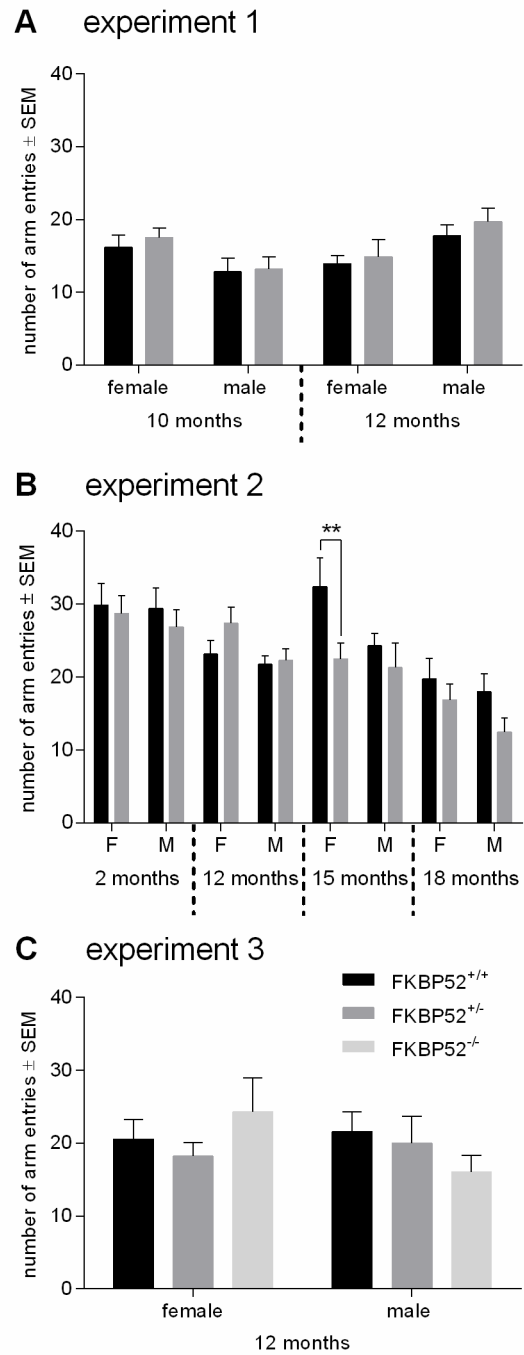 A experiment 1
number of arm entries ± SEM
40
30
20
10
0
female male female male
10 months 12 months
B experiment 2
number of arm entries ± SEM
40
30
20
10
0
**
F M F M F M F M
2 months 12 months 15 months 18 months
C experiment 3
number of arm entries ± SEM
40
30
20
10
0
FKBP52+/+
FKBP52+/-
FKBP52-/-
female male
12 months